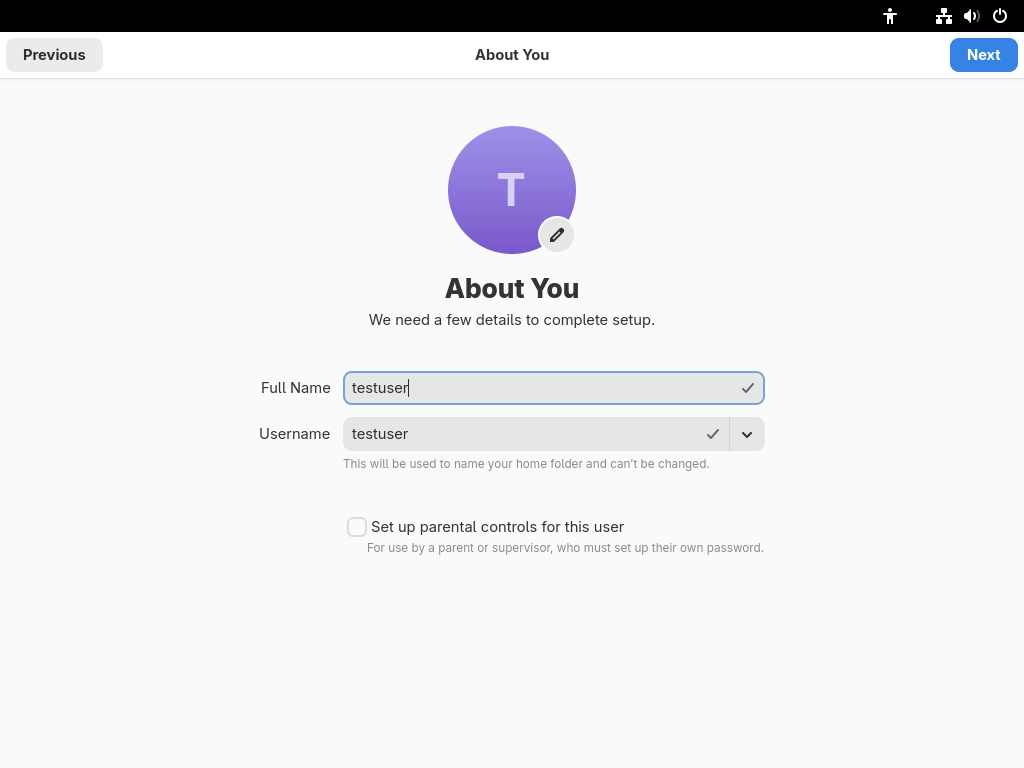 Previous
About You
Next
T
About You
We need a few details to complete setup.
Full Name
testuser
Username
testuser
This will be used to name your home folder and can't be changed.
Set up parental controls for this user
For use by a parent or supervisor, who must set up their own password.